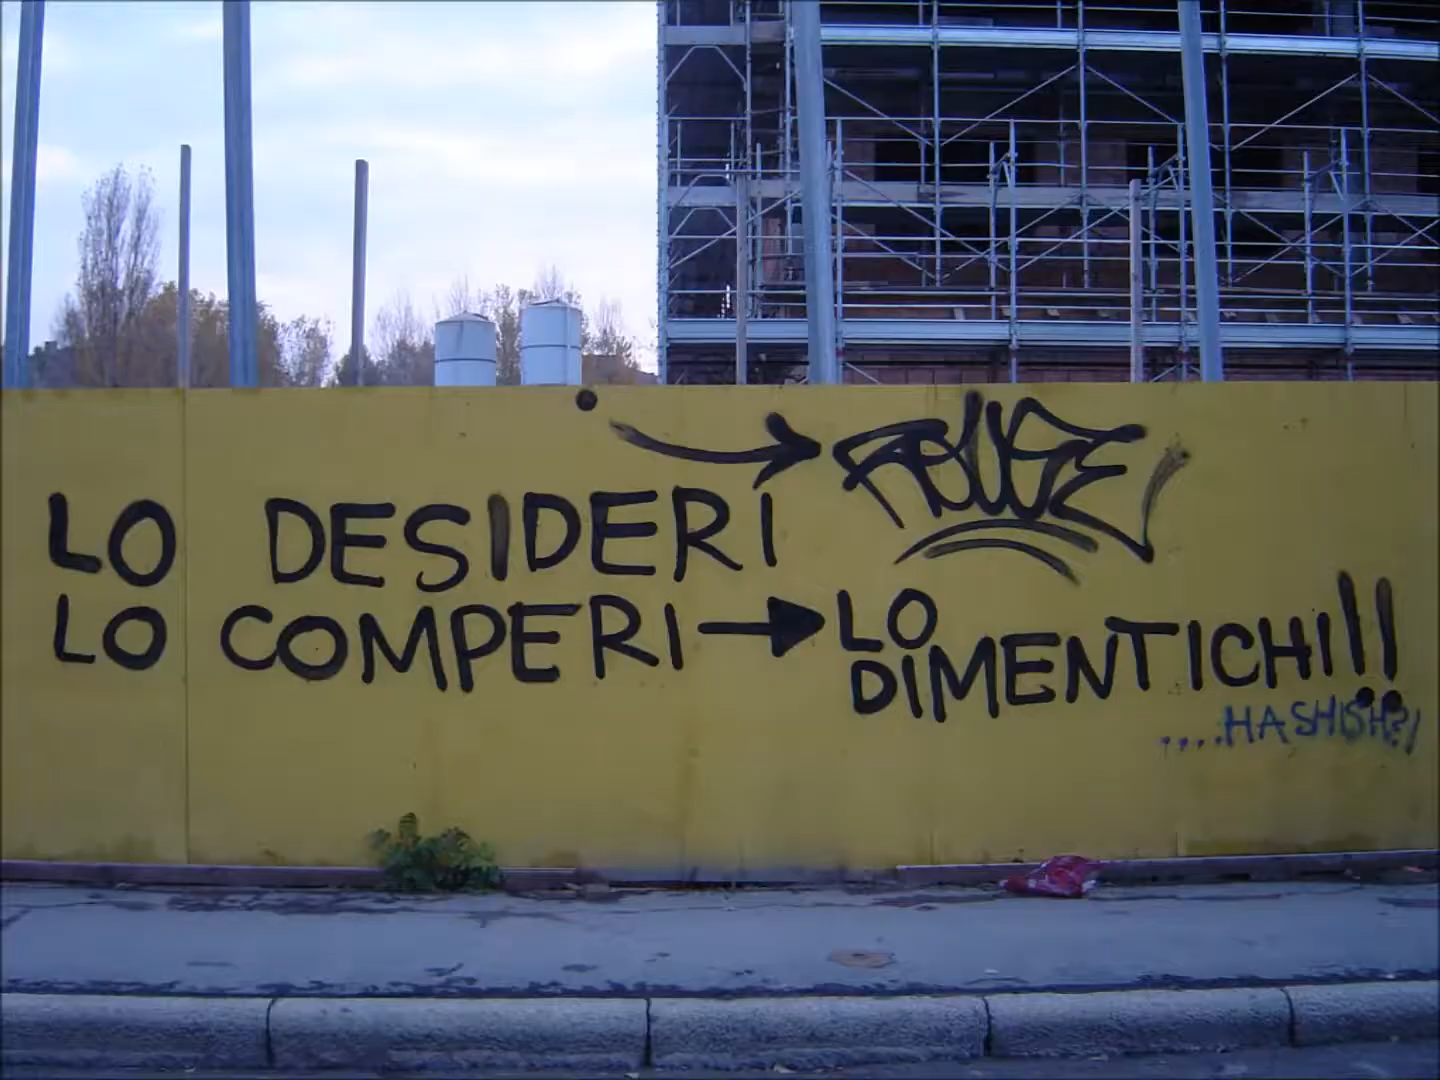 LO DESIDERI
LO COMPERI
LO
DIMENTICHI!!
....HASHISH?!